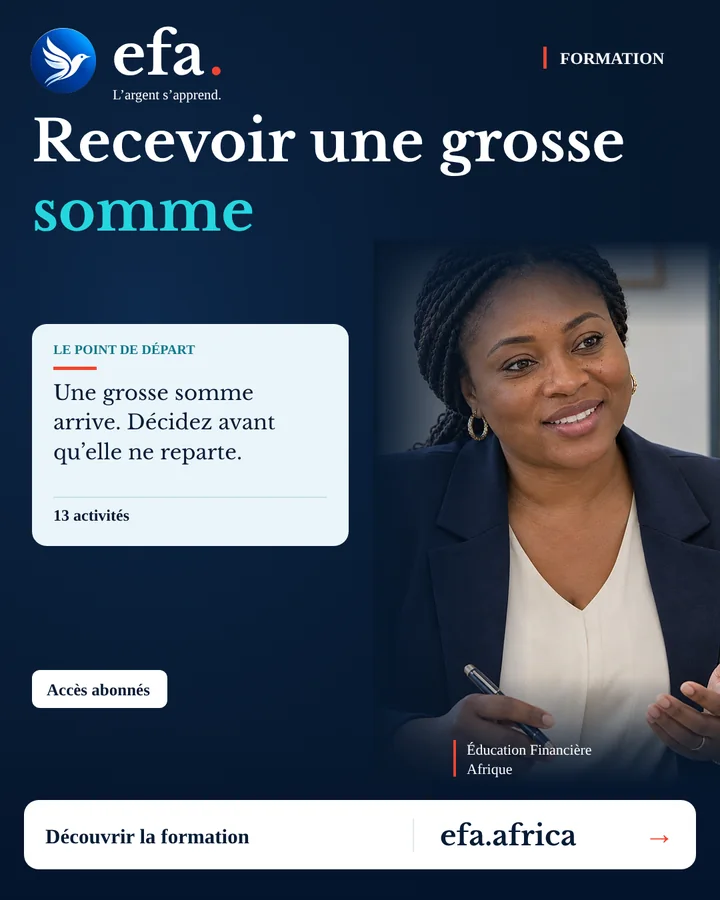 efa.
L’argent s’apprend.
FORMATION
Recevoir une grosse
somme
LE POINT DE DÉPART
Une grosse somme
arrive. Décidez avant
qu’elle ne reparte.
13 activités
Accès abonnés
Éducation Financière
Afrique
Découvrir la formation
efa.africa →